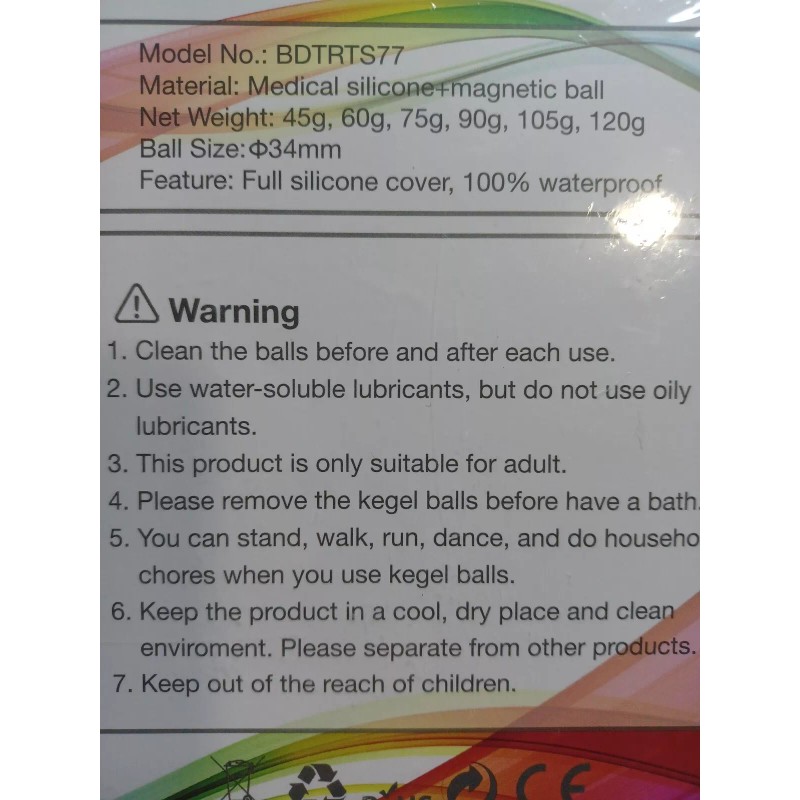 Model No.: BDTRTS77
Material: Medical silicone+magnetic ball
Net Weight: 45g, 60g, 75g, 90g, 105g, 120g
Ball Size:Φ34mm
Feature: Full silicone cover, 100% waterproof
Warning
1. Clean the balls before and after each use.
2. Use water-soluble lubricants, but do not use oily
lubricants.
3. This product is only suitable for adult.
4. Please remove the kegel balls before have a bath.
5. You can stand, walk, run, dance, and do househo
chores when you use kegel balls.
6. Keep the product in a cool, dry place and clean
enviroment. Please separate from other products.
7. Keep out of the reach of children.
CE